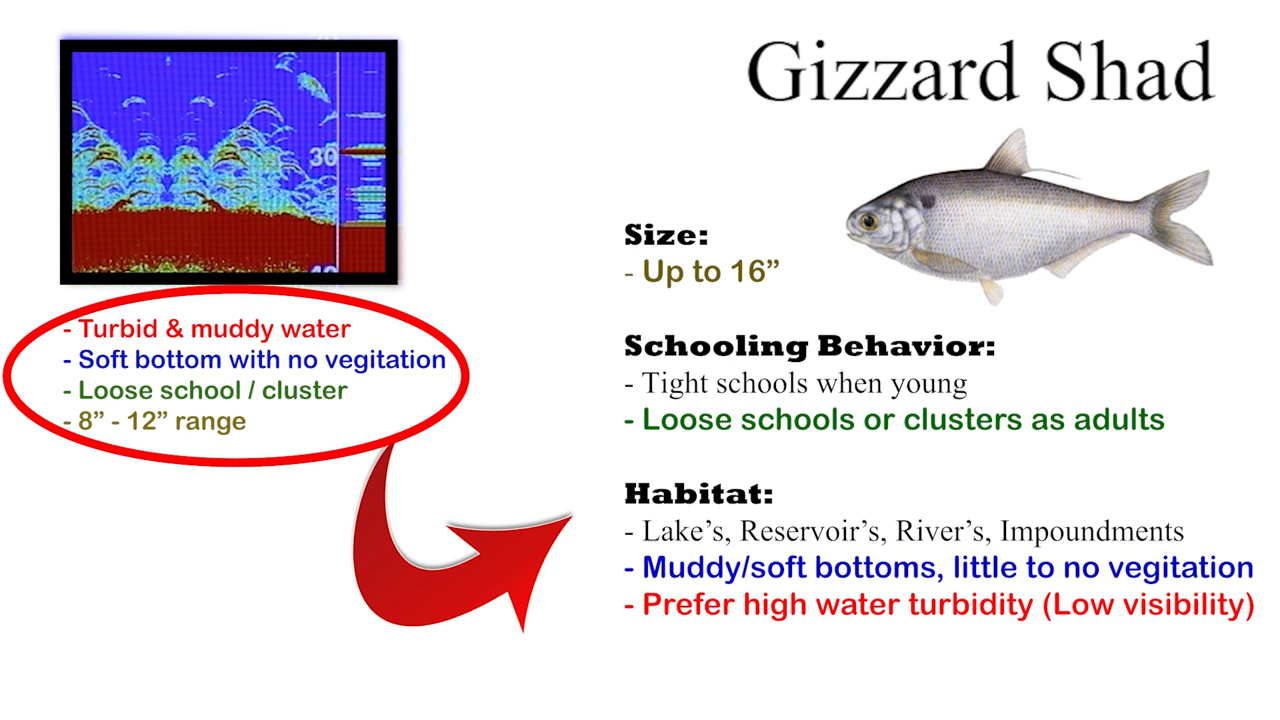 Gizzard Shad
30
40
- Turbid & muddy water
- Soft bottom with no vegitation
- Loose school / cluster
- 8” - 12” range
Size:
- Up to 16”
Schooling Behavior:
- Tight schools when young
- Loose schools or clusters as adults
Habitat:
- Lake’s, Reservoir’s, River’s, Impoundments
- Muddy/soft bottoms, little to no vegitation
- Prefer high water turbidity (Low visibility)